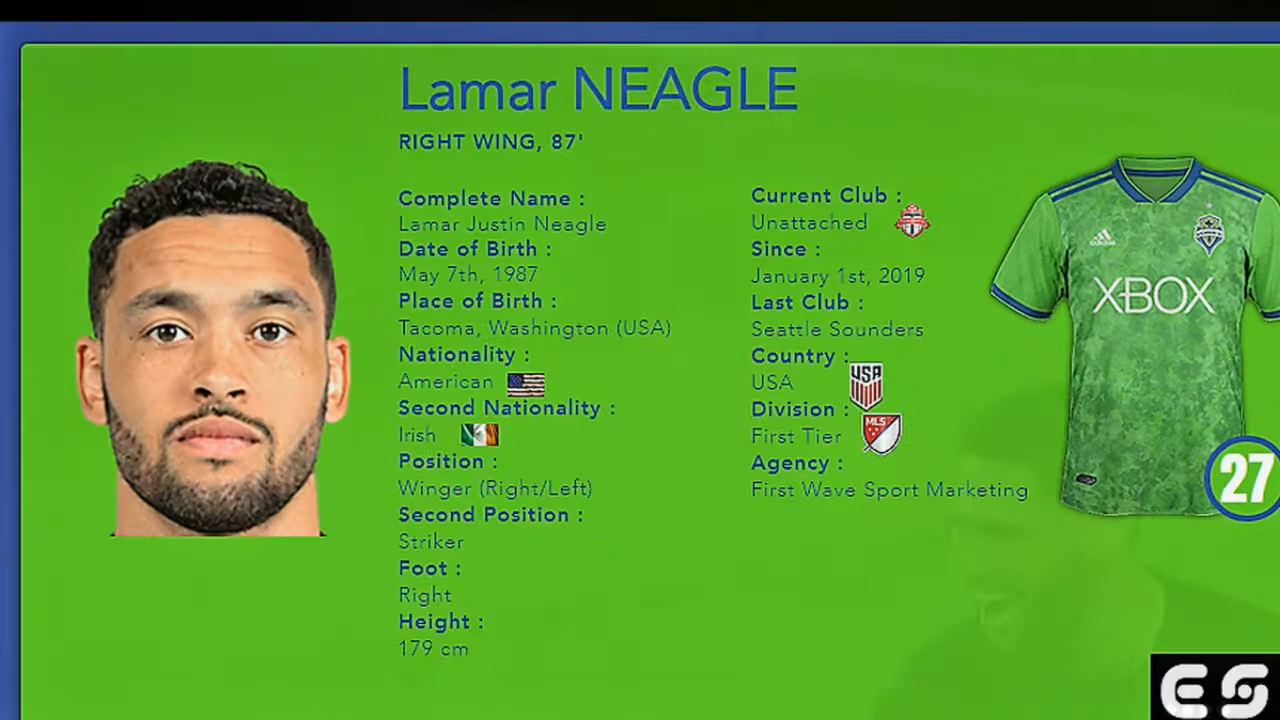 Lamar NEAGLE
RIGHT WING, 87'
Complete Name :
Lamar Justin Neagle
Date of Birth :
May 7th, 1987
Place of Birth :
Tacoma, Washington (USA)
Nationality :
American
Second Nationality :
Irish
Position :
Winger (Right/Left)
Second Position :
Striker
Foot :
Right
Height :
179 cm
Current Club :
Unattached
Since :
January 1st, 2019
Last Club :
Seattle Sounders
Country :
USA
USA
Division :
First Tier
MLS
Agency :
First Wave Sport Marketing
adidas
XBOX
27
ES